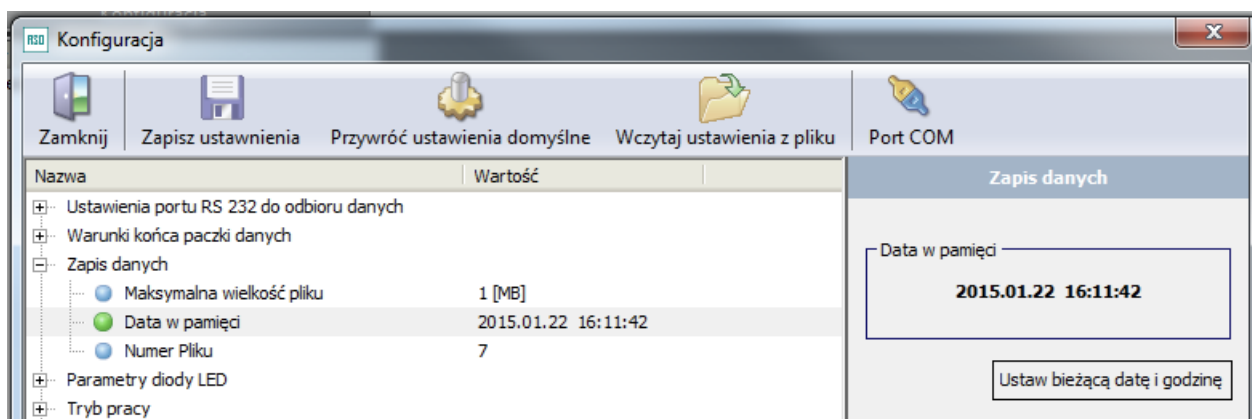 Konfiguracja
RSD Konfiguracja
X
Zamknij Zapisz ustawnienia Przywróć ustawienia domyślne Wczytaj ustawienia z pliku Port COM
Nazwa Wartość
Zapis danych
Ustawienia portu RS 232 do odbioru danych
Warunki końca paczki danych
Zapis danych
Maksymalna wielkość pliku 1 [MB]
Data w pamięci 2015.01.22 16:11:42
Numer Pliku 7
Parametry diody LED
Tryb pracy
Data w pamięci
2015.01.22 16:11:42
Ustaw bieżącą datę i godzinę